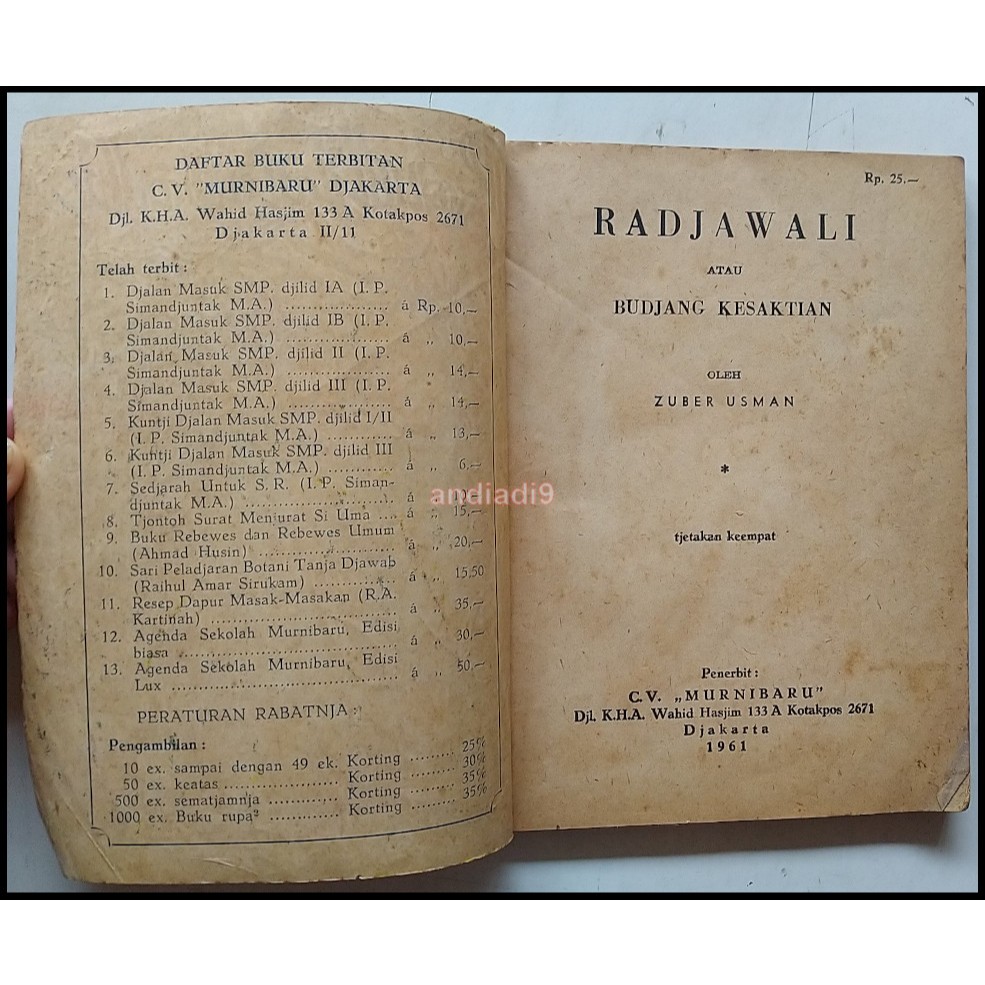 DAFTAR BUKU TERBITAN
C. V. "MURNIBARU" DJAKARTA
Djl. K.H.A. Wahid Hasjim 133 A Kotakpos 2671
Djakarta II/11
Telah terbit :
1. Djalan Masuk SMP. djilid IA (I. P.
Simandjuntak M.A.) .................... á Rp. 10,—
2. Djalan Masuk SMP. djilid IB (I. P.
Simandjuntak M.A.) .................... á „ 10,—
3. Djalan Masuk SMP. djilid II (I. P.
Simandjuntak M.A.) .................... á „ 14,—
4. Djalan Masuk SMP. djilid III (I. P.
Simandjuntak M.A.) .................... á „ 14,—
5. Kuntji Djalan Masuk SMP. djilid I/II
(I. P. Simandjuntak M.A.) ............ á „ 13,—
6. Kuntji Djalan Masuk SMP. djilid III
(I. P. Simandjuntak M.A.) ............ á „ 6,—
7. Sedjarah Untuk S. R. (I. P. Siman-
djuntak M.A.) ........................... á
8. Tjontoh Surat Menjurat Si Uma ... á „ 15,—
9. Buku Rebewes dan Rebewes Umum
(Ahmad Husin) ......................... á „ 20,—
10. Sari Peladjaran Botani Tanja Djawab
(Raihul Amar Sirukam) .............. á „ 15,50
11. Resep Dapur Masak-Masakan (R.A.
Kartinah) ................................ á „ 35,—
12. Agenda Sekolah Murnibaru, Edisi
biasa ...................................... á „ 30,—
13. Agenda Sekolah Murnibaru, Edisi
Lux ........................................ á „ 50,—
PERATURAN RABATNJA :
Pengambilan :
10 ex. sampai dengan 49 ek. Korting ........ 25%
50 ex. keatas .................... Korting ........ 30%
500 ex. sematjamnja ............ Korting ........ 35%
1000 ex. Buku rupa² ............ Korting ........ 35%
andiadi9
Rp. 25.—
RADJAWALI
ATAU
BUDJANG KESAKTIAN
OLEH
ZUBER USMAN
*
tjetakan keempat
Penerbit :
C. V. „MURNIBARU"
Djl. K.H.A. Wahid Hasjim 133 A Kotakpos 2671
Djakarta
1961